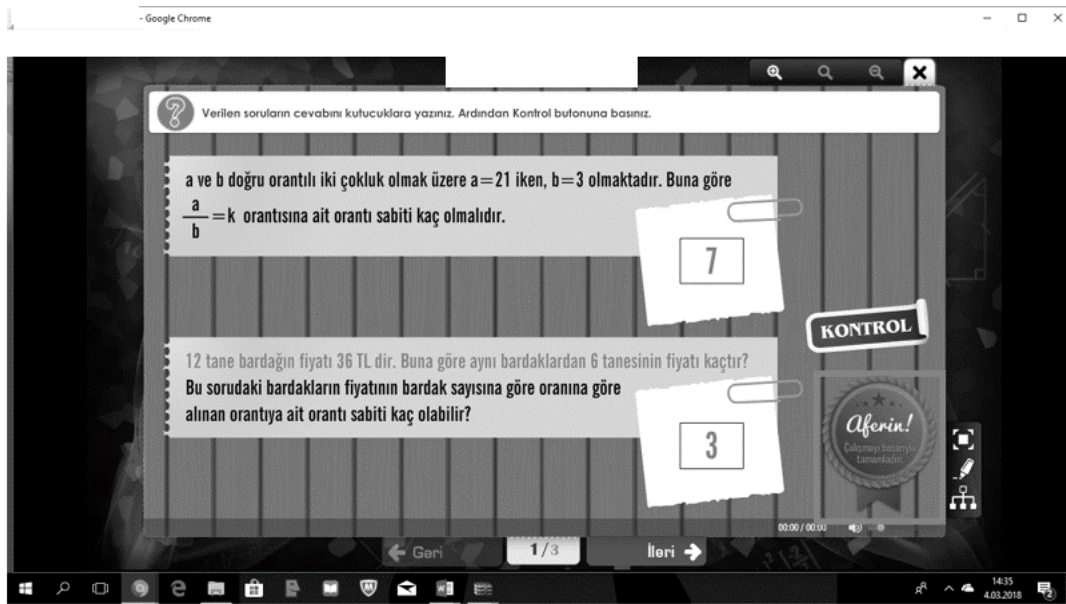 - Google Chrome
Verilen soruların cevabını kutucuklara yazınız. Ardından Kontrol butonuna basınız.
a ve b doğru orantılı iki çokluk olmak üzere a=21 iken, b=3 olmaktadır. Buna göre
a
b
=k orantısına ait orantı sabiti kaç olmalıdır.
7
KONTROL
12 tane bardağın fiyatı 36 TL dir. Buna göre aynı bardaklardan 6 tanesinin fiyatı kaçtır?
Bu sorudaki bardakların fiyatının bardak sayısına göre oranına göre
alınan orantıya ait orantı sabiti kaç olabilir?
3
Aferin!
Çalışmayı başarıyla
tamamladın.
00:00 / 00:00
Geri
1/3
İleri
14:35
4.03.2018
2